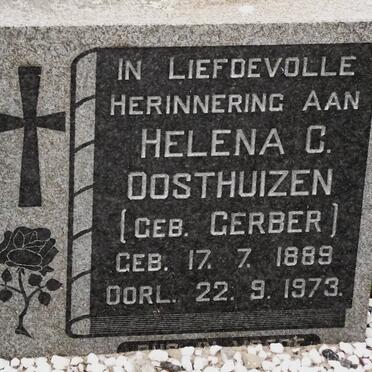 IN LIEFDEVOLLE
HERINNERING AAN
HELENA C.
OOSTHUIZEN
(GEB. GERBER)
GEB. 17. 7. 1889
OORL. 22. 9. 1973.